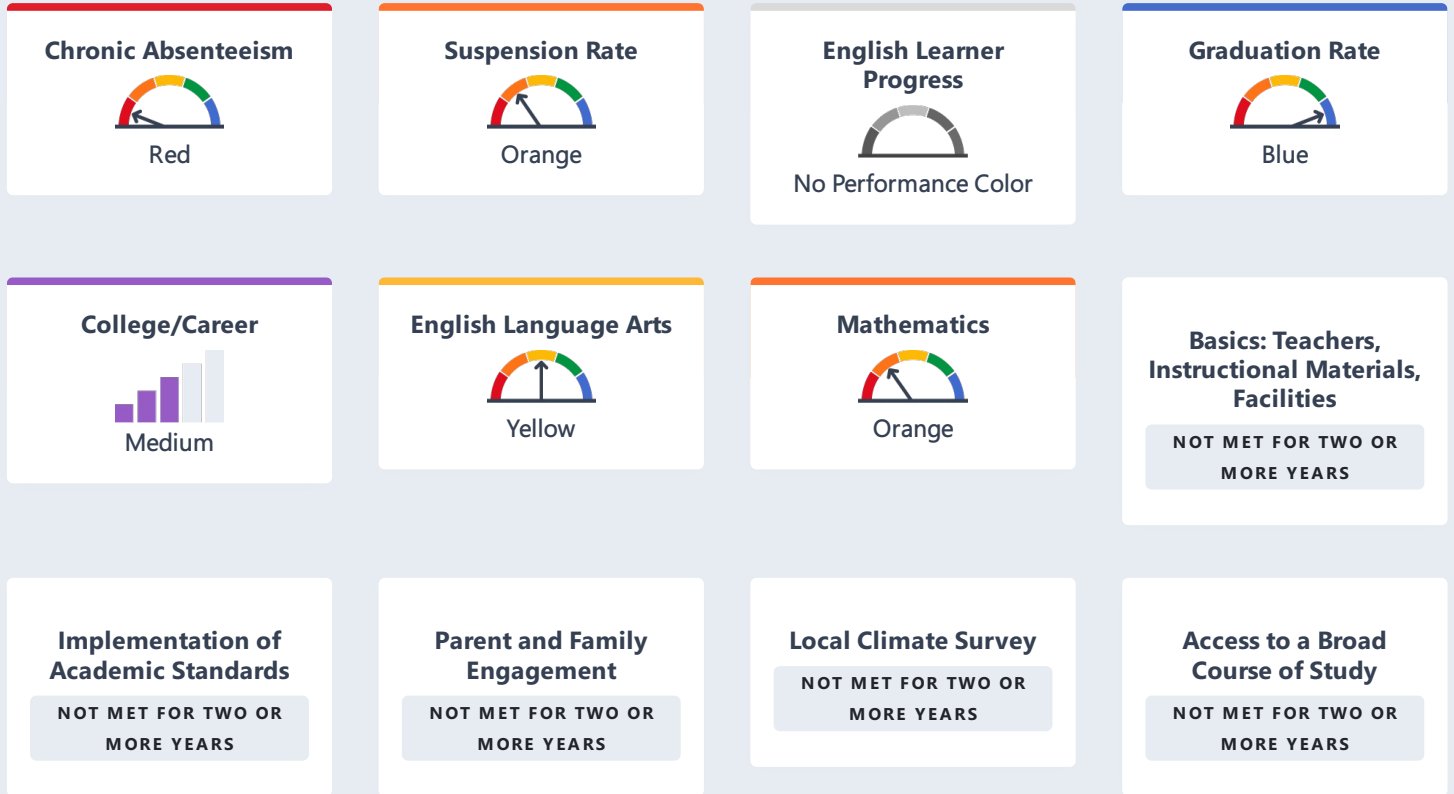 Chronic Absenteeism
Red
Suspension Rate
Orange
English Learner
Progress
No Performance Color
Graduation Rate
Blue
College/Career
Medium
English Language Arts
Yellow
Mathematics
Orange
Basics: Teachers,
Instructional Materials,
Facilities
NOT MET FOR TWO OR
MORE YEARS
Implementation of
Academic Standards
NOT MET FOR TWO OR
MORE YEARS
Parent and Family
Engagement
NOT MET FOR TWO OR
MORE YEARS
Local Climate Survey
NOT MET FOR TWO OR
MORE YEARS
Access to a Broad
Course of Study
NOT MET FOR TWO OR
MORE YEARS